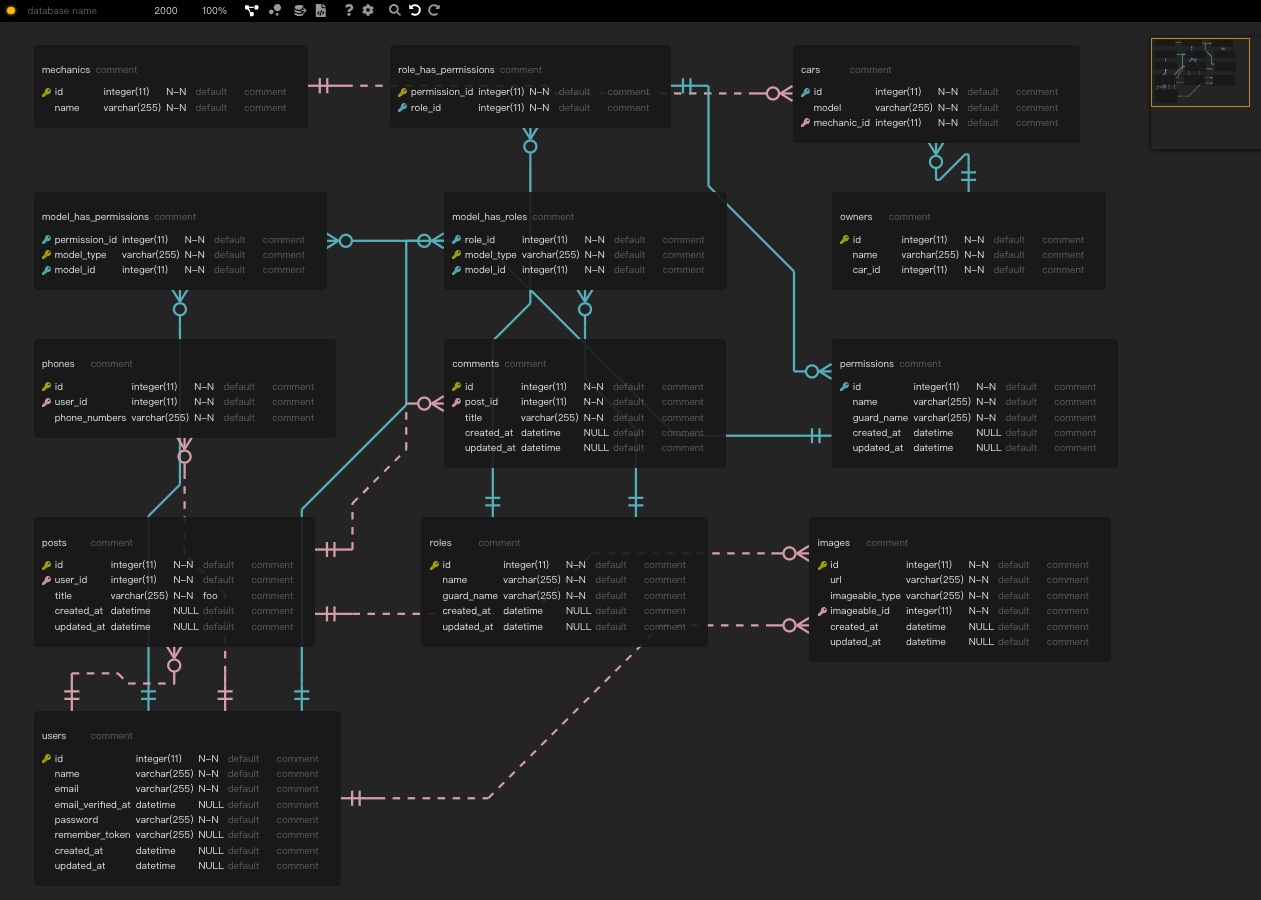 database name 2000 100%
mechanics comment
id integer(11) N-N default comment
name varchar(255) N-N default comment
role_has_permissions comment
permission_id integer(11) N-N default comment
role_id integer(11) N-N default comment
cars comment
id integer(11) N-N default comment
model varchar(255) N-N default comment
mechanic_id integer(11) N-N default comment
model_has_permissions comment
permission_id integer(11) N-N default comment
model_type varchar(255) N-N default comment
model_id integer(11) N-N default comment
model_has_roles comment
role_id integer(11) N-N default comment
model_type varchar(255) N-N default comment
model_id integer(11) N-N default comment
owners comment
id integer(11) N-N default comment
name varchar(255) N-N default comment
car_id integer(11) N-N default comment
phones comment
id integer(11) N-N default comment
user_id integer(11) N-N default comment
phone_numbers varchar(255) N-N default comment
comments comment
id integer(11) N-N default comment
post_id integer(11) N-N default comment
title varchar(255) N-N default comment
created_at datetime NULL default comment
updated_at datetime NULL default comment
permissions comment
id integer(11) N-N default comment
name varchar(255) N-N default comment
guard_name varchar(255) N-N default comment
created_at datetime NULL default comment
updated_at datetime NULL default comment
posts comment
id integer(11) N-N default comment
user_id integer(11) N-N default comment
title varchar(255) N-N foo comment
created_at datetime NULL default comment
updated_at datetime NULL default comment
roles comment
id integer(11) N-N default comment
name varchar(255) N-N default comment
guard_name varchar(255) N-N default comment
created_at datetime NULL default comment
updated_at datetime NULL default comment
images comment
id integer(11) N-N default comment
url varchar(255) N-N default comment
imageable_type varchar(255) N-N default comment
imageable_id integer(11) N-N default comment
created_at datetime NULL default comment
updated_at datetime NULL default comment
users comment
id integer(11) N-N default comment
name varchar(255) N-N default comment
email varchar(255) N-N default comment
email_verified_at datetime NULL default comment
password varchar(255) N-N default comment
remember_token varchar(255) NULL default comment
created_at datetime NULL default comment
updated_at datetime NULL default comment